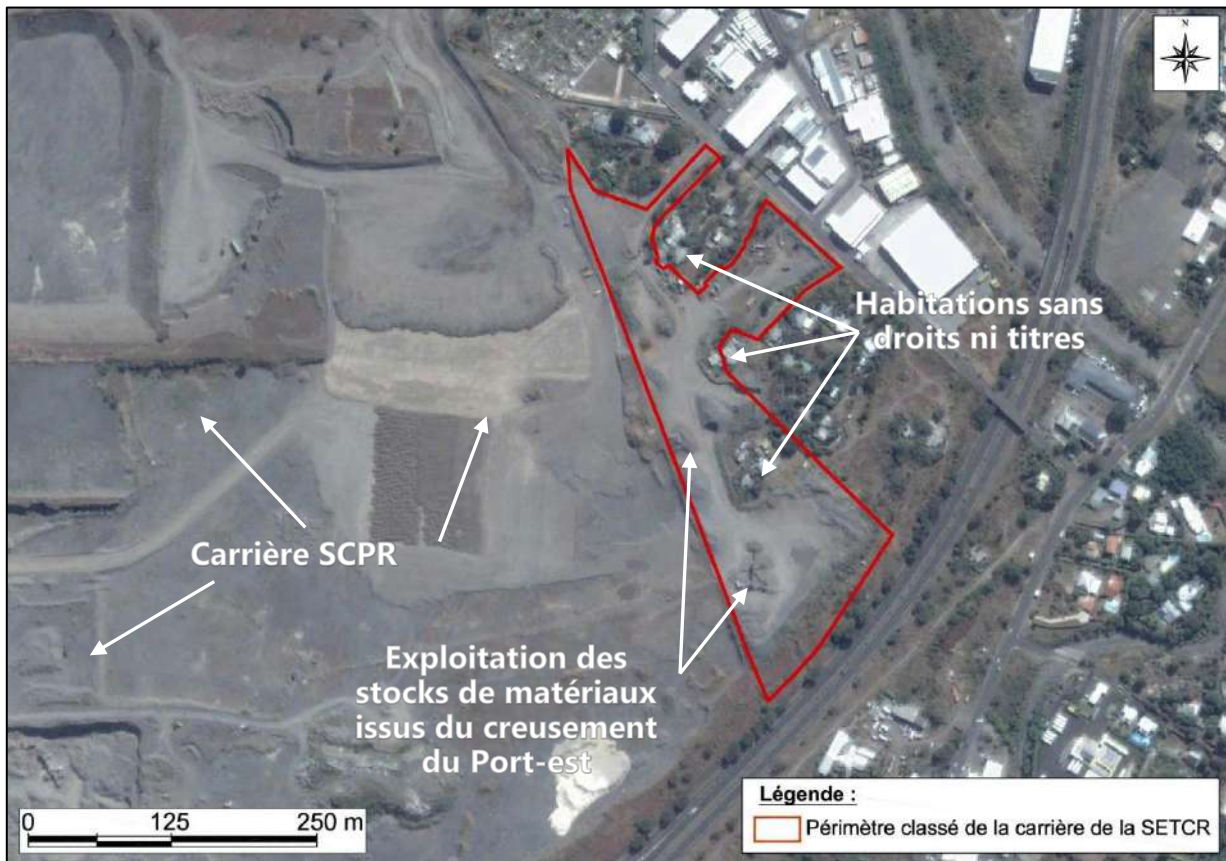 N
Habitations sans
droits ni titres
Carrière SCPR
Exploitation des
stocks de matériaux
issus du creusement
du Port-est
0 125 250 m
Légende :
Périmètre classé de la carrière de la SETCR